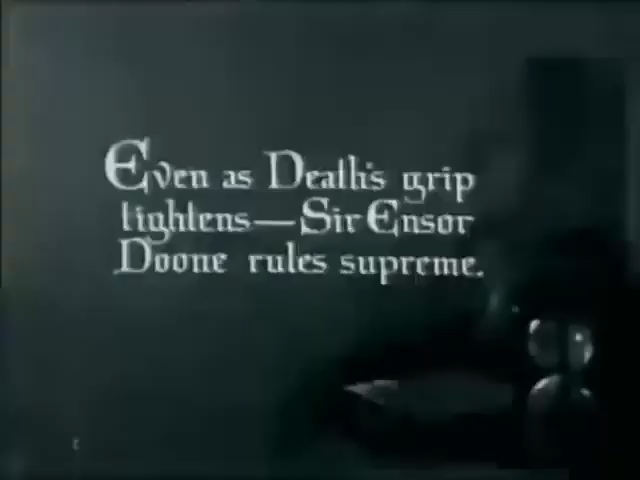 Even as Death's grip
tightens—Sir Ensor
Doone rules supreme.